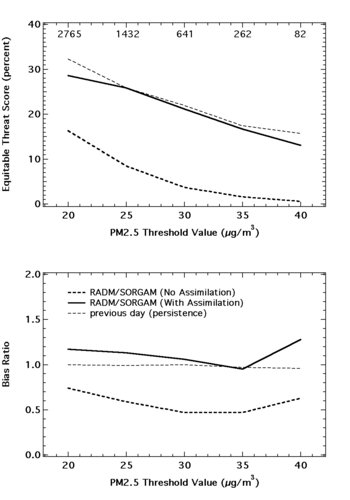 40
2765 1432 641 262 82
30
20
10
0
Equitable Threat Score (percent)
20 25 30 35 40
PM2.5 Threshold Value (µg/m³)
2.0
RADM/SORGAM (No Assimilation)
RADM/SORGAM (With Assimilation)
1.5
previous day (persistence)
1.0
0.5
0.0
Bias Ratio
20 25 30 35 40
PM2.5 Threshold Value (µg/m³)